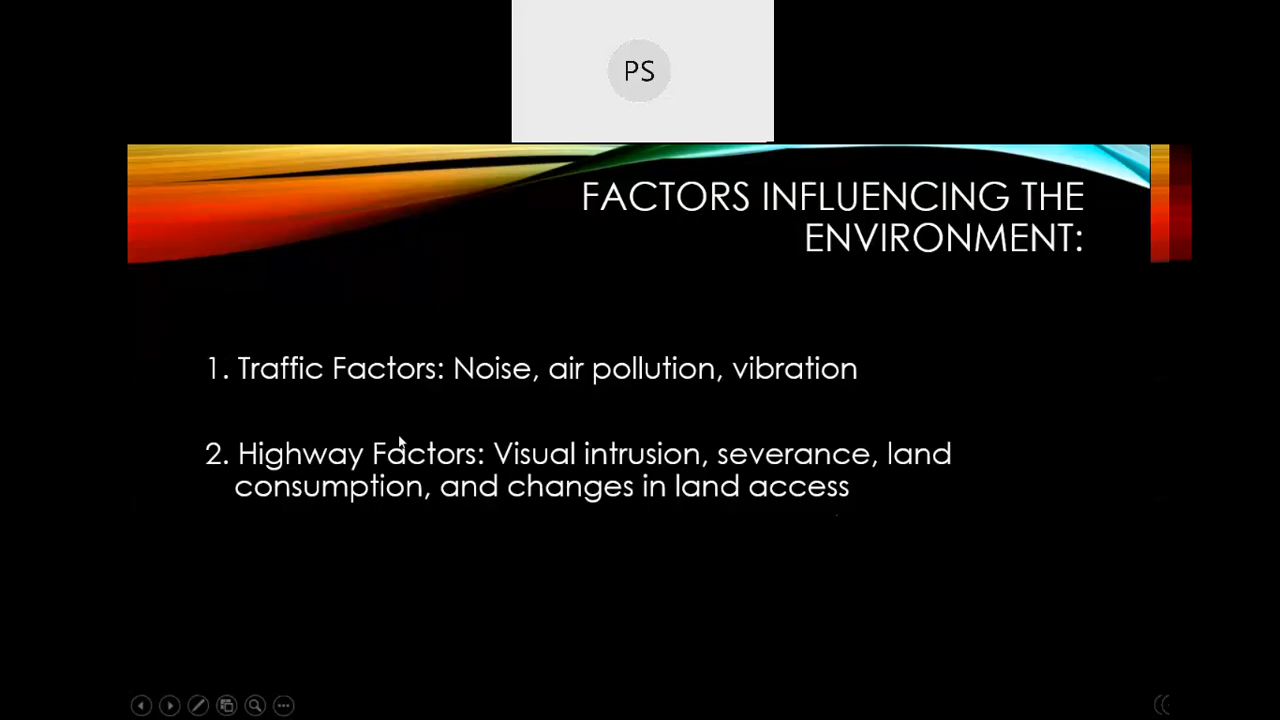 PS
FACTORS INFLUENCING THE
ENVIRONMENT:
1. Traffic Factors: Noise, air pollution, vibration
2. Highway Factors: Visual intrusion, severance, land
consumption, and changes in land access